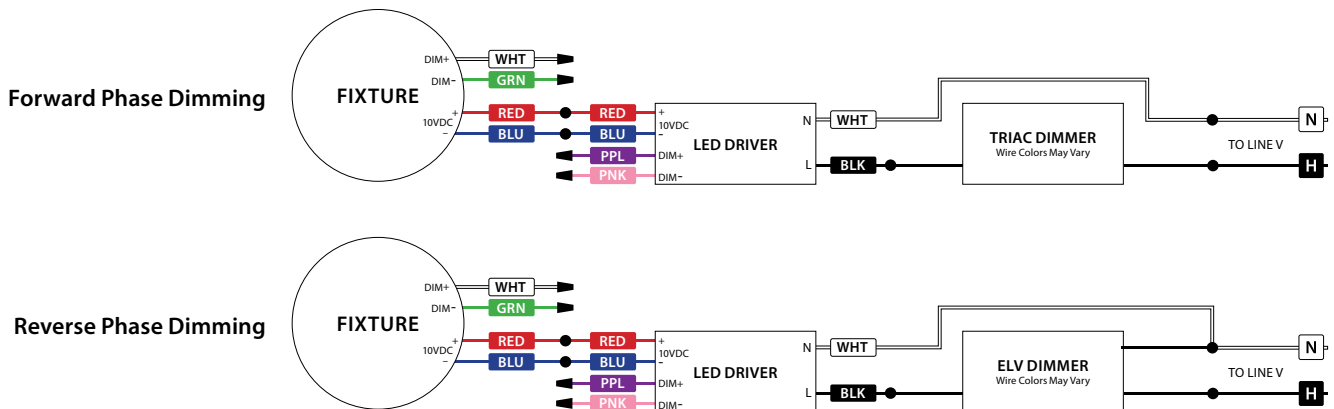 Forward Phase Dimming
FIXTURE
DIM+
DIM-
+
10VDC
–
WHT
GRN
RED
BLU
RED
BLU
PPL
PNK
+
10VDC
-
DIM+
DIM-
LED DRIVER
N
L
WHT
BLK
TRIAC DIMMER
Wire Colors May Vary
N
TO LINE V
H
Reverse Phase Dimming
FIXTURE
DIM+
DIM-
+
10VDC
–
WHT
GRN
RED
BLU
RED
BLU
PPL
PNK
+
10VDC
-
DIM+
DIM-
LED DRIVER
N
L
WHT
BLK
ELV DIMMER
Wire Colors May Vary
N
TO LINE V
H